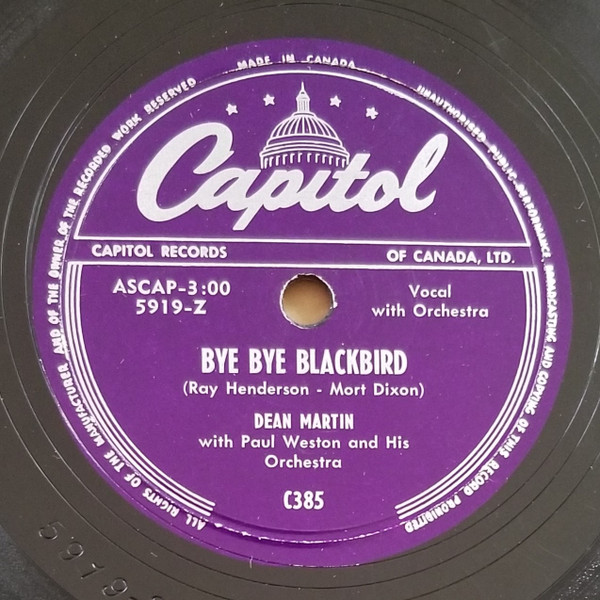 MADE IN CANADA
Capitol
CAPITOL RECORDS OF CANADA, LTD.
ASCAP-3:00
5919-Z
Vocal
with Orchestra
BYE BYE BLACKBIRD
(Ray Henderson - Mort Dixon)
DEAN MARTIN
with Paul Weston and His
Orchestra
C385
ALL RIGHTS OF THE MANUFACTURER AND OF THE OWNER OF THE RECORDED WORK RESERVED
UNAUTHORISED PUBLIC PERFORMANCE, BROADCASTING AND COPYING OF THIS RECORD PROHIBITED
5919-